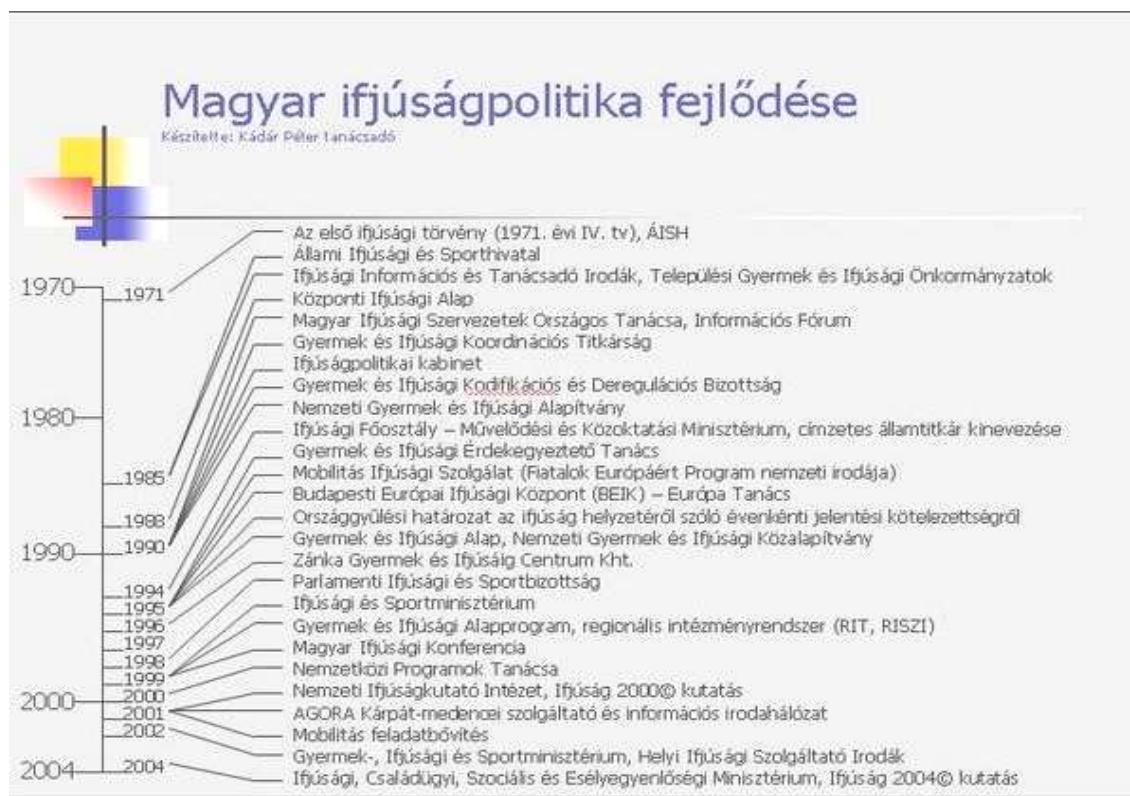 Magyar ifjúságpolitika fejlődése
Készítette: Kádár Péter tanácsadó
Az első ifjúsági törvény (1971. évi IV. tv), ÁISH
Állami Ifjúsági és Sporthivatal
Ifjúsági Információs és Tanácsadó Irodák, Települési Gyermek és Ifjúsági Önkormányzatok
Központi Ifjúsági Alap
Magyar Ifjúsági Szervezetek Országos Tanácsa, Információs Fórum
Gyermek és Ifjúsági Koordinációs Titkárság
Ifjúságpolitikai kabinet
Gyermek és Ifjúsági Kodifikációs és Deregulációs Bizottság
Nemzeti Gyermek és Ifjúsági Alapítvány
Ifjúsági Főosztály – Művelődési és Közoktatási Minisztérium, címzetes államtitkár kinevezése
Gyermek és Ifjúsági Érdekegyeztető Tanács
Mobilitás Ifjúsági Szolgálat (Fiatalok Európáért Program nemzeti irodája)
Budapesti Európai Ifjúsági Központ (BEIK) – Európa Tanács
Országgyűlési határozat az ifjúság helyzetéről szóló évenkénti jelentési kötelezettségről
Gyermek és Ifjúsági Alap, Nemzeti Gyermek és Ifjúsági Közalapítvány
Zánka Gyermek és Ifjúsáig Centrum Kht.
Parlamenti Ifjúsági és Sportbizottság
Ifjúsági és Sportminisztérium
Gyermek és Ifjúsági Alapprogram, regionális intézményrendszer (RIT, RISZI)
Magyar Ifjúsági Konferencia
Nemzetközi Programok Tanácsa
Nemzeti Ifjúságkutató Intézet, Ifjúság 2000© kutatás
AGORA Kárpát-medencei szolgáltató és információs irodahálózat
Mobilitás feladatbővítés
Gyermek-, Ifjúsági és Sportminisztérium, Helyi Ifjúsági Szolgáltató Irodák
Ifjúsági, Családügyi, Szociális és Esélyegyenlőségi Minisztérium, Ifjúság 2004© kutatás
1970
1971
1980
1985
1988
1990
1990
1994
1995
1996
1997
1998
1999
2000
2000
2001
2002
2004
2004